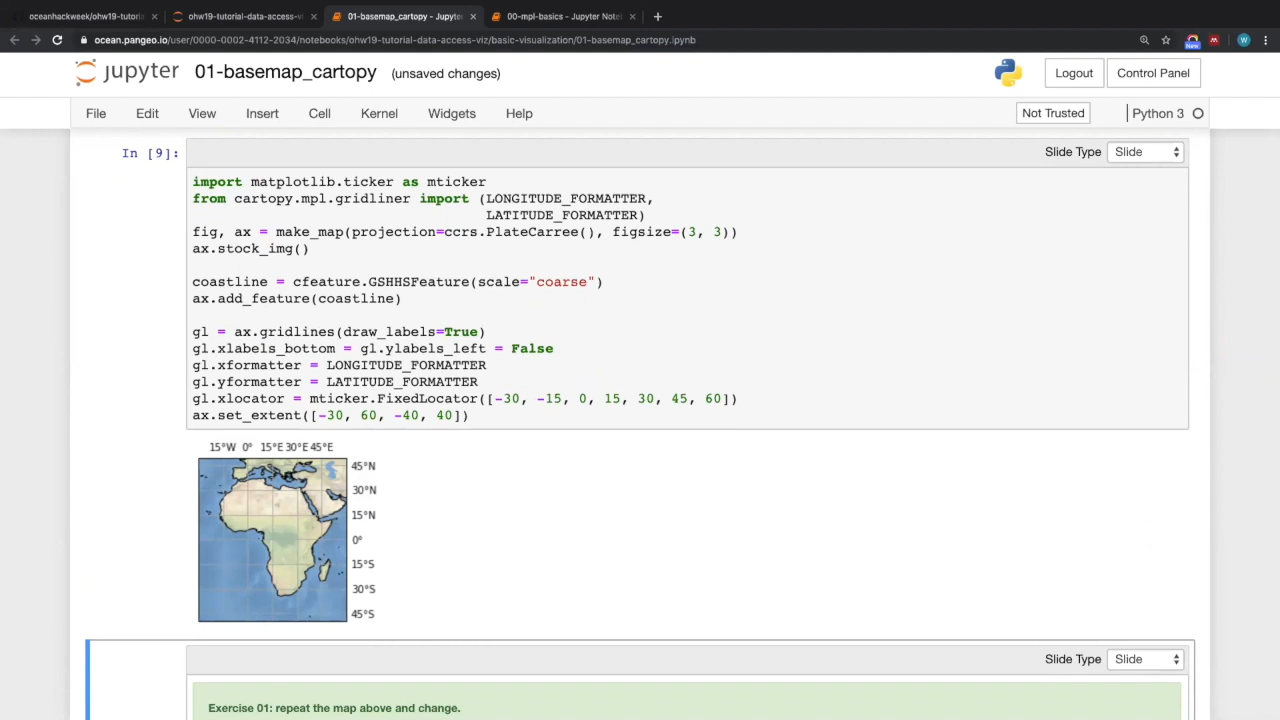 oceanhackweek/ohw19-tutoria
ohw19-tutorial-data-access-vi
01-basemap_cartopy - Jupyter
00-mpl-basics - Jupyter Note
ocean.pangeo.io/user/0000-0002-4112-2034/notebooks/ohw19-tutorial-data-access-viz/basic-visualization/01-basemap_cartopy.ipynb
New
W
jupyter 01-basemap_cartopy (unsaved changes)
Logout
Control Panel
File Edit View Insert Cell Kernel Widgets Help
Not Trusted
Python 3
In [9]:
Slide Type Slide
import matplotlib.ticker as mticker
from cartopy.mpl.gridliner import (LONGITUDE_FORMATTER,
LATITUDE_FORMATTER)
fig, ax = make_map(projection=ccrs.PlateCarree(), figsize=(3, 3))
ax.stock_img()
coastline = cfeature.GSHHSFeature(scale="coarse")
ax.add_feature(coastline)
gl = ax.gridlines(draw_labels=True)
gl.xlabels_bottom = gl.ylabels_left = False
gl.xformatter = LONGITUDE_FORMATTER
gl.yformatter = LATITUDE_FORMATTER
gl.xlocator = mticker.FixedLocator([-30, -15, 0, 15, 30, 45, 60])
ax.set_extent([-30, 60, -40, 40])
15°W 0° 15°E 30°E 45°E
45°N
30°N
15°N
0°
15°S
30°S
45°S
Slide Type Slide
Exercise 01: repeat the map above and change.